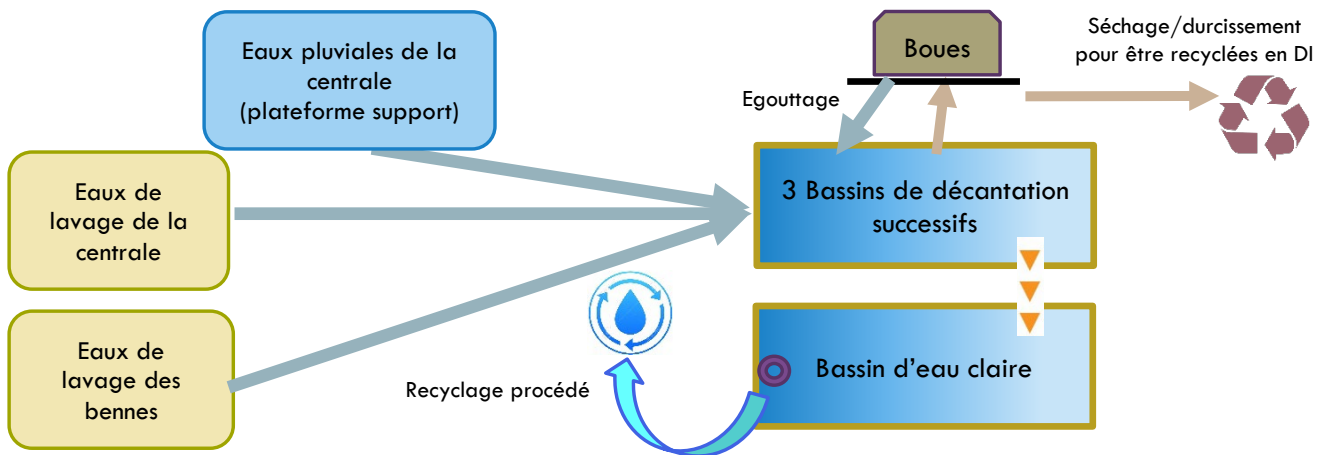 Eaux pluviales de la
centrale
(plateforme support)
Boues
Séchage/durcissement
pour être recyclées en DI
Egouttage
Eaux de
lavage de la
centrale
3 Bassins de décantation
successifs
Eaux de
lavage des
bennes
Recyclage procédé
Bassin d'eau claire